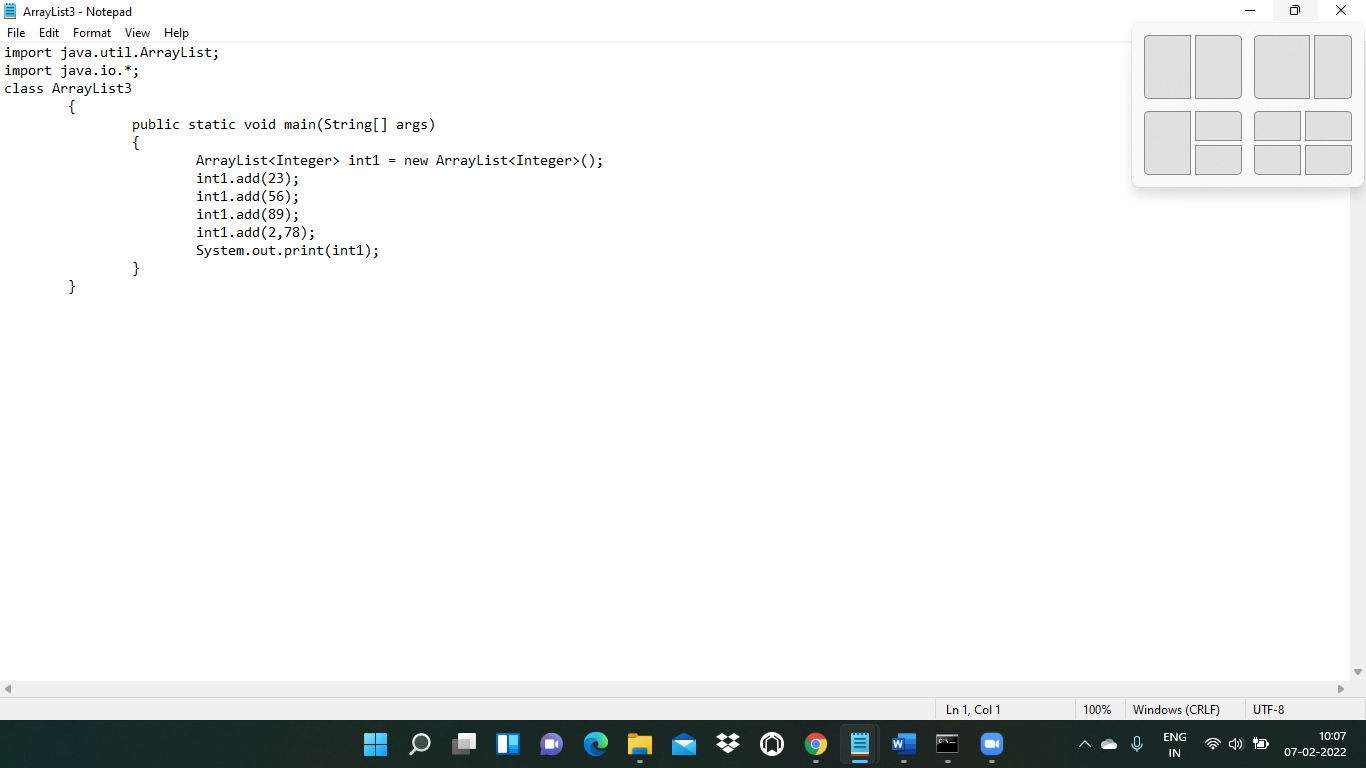 ArrayList3 - Notepad
File Edit Format View Help
import java.util.ArrayList;
import java.io.*;
class ArrayList3
{
public static void main(String[] args)
{
ArrayList<Integer> int1 = new ArrayList<Integer>();
int1.add(23);
int1.add(56);
int1.add(89);
int1.add(2,78);
System.out.print(int1);
}
}
Ln 1, Col 1 100% Windows (CRLF) UTF-8
ENG 10:07
IN 07-02-2022